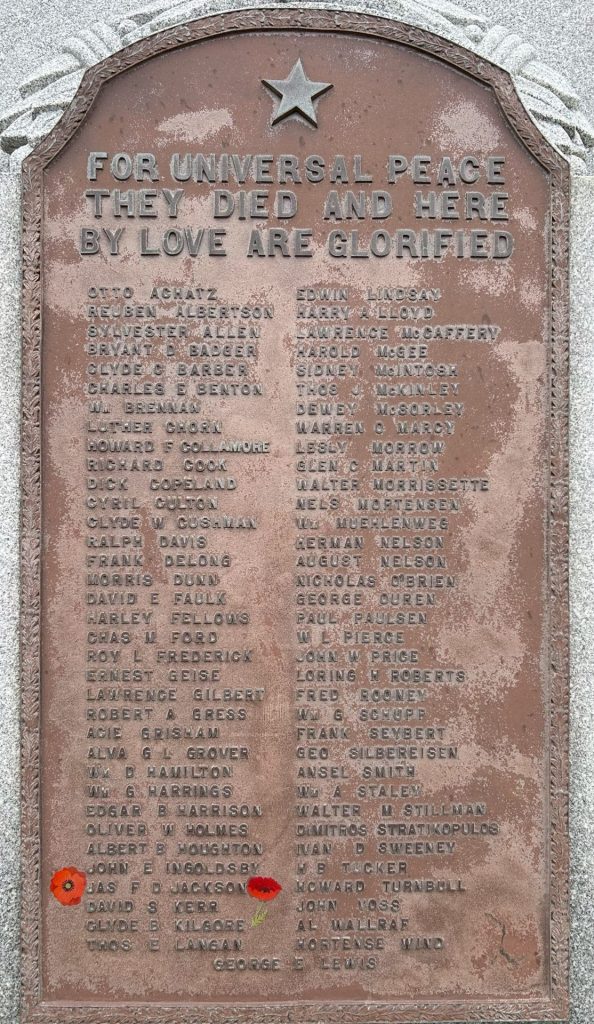 FOR UNIVERSAL PEACE
THEY DIED AND HERE
BY LOVE ARE GLORIFIED
OTTO ACHATZ
REUBEN ALBERTSON
SYLVESTER ALLEN
BRYANT D BADGER
CLYDE C BARBER
CHARLES E BENTON
WM BRENNAN
LUTHER CHORN
HOWARD F COLLAMORE
RICHARD COOK
DICK COPELAND
CYRIL CULTON
CLYDE W CUSHMAN
RALPH DAVIS
FRANK DELONG
MORRIS DUNN
DAVID E FAULK
HARLEY FELLOWS
CHAS M FORD
ROY L FREDERICK
ERNEST GEISE
LAWRENCE GILBERT
ROBERT A GRESS
ACIE GRISHAM
ALVA G L GROVER
WM D HAMILTON
WM G HARRINGS
EDGAR B HARRISON
OLIVER W HOLMES
ALBERT B HOUGHTON
JOHN E INGOLDSBY
JAS F D JACKSON
DAVID S KERR
CLYDE B KILGORE
THOS E LANGAN
EDWIN LINDSAY
HARRY A LLOYD
LAWRENCE McCAFFERY
HAROLD McGEE
SIDNEY McINTOSH
THOS J McKINLEY
DEWEY McSORLEY
WARREN C MARCY
LESLY MORROW
GLEN C MARTIN
WALTER MORRISSETTE
NELS MORTENSEN
WM MUEHLENWEG
HERMAN NELSON
AUGUST NELSON
NICHOLAS O'BRIEN
GEORGE OUREN
PAUL PAULSEN
W L PIERCE
JOHN W PRICE
LORING H ROBERTS
FRED ROONEY
WM G SCHUPP
FRANK SEYBERT
GEO SILBEREISEN
ANSEL SMITH
WM A STALEY
WALTER M STILLMAN
DIMITROS STRATIKOPULOS
IVAN D SWEENEY
H B TUCKER
HOWARD TURNBULL
JOHN VOSS
AL WALLRAF
HORTENSE WIND
GEORGE E LEWIS